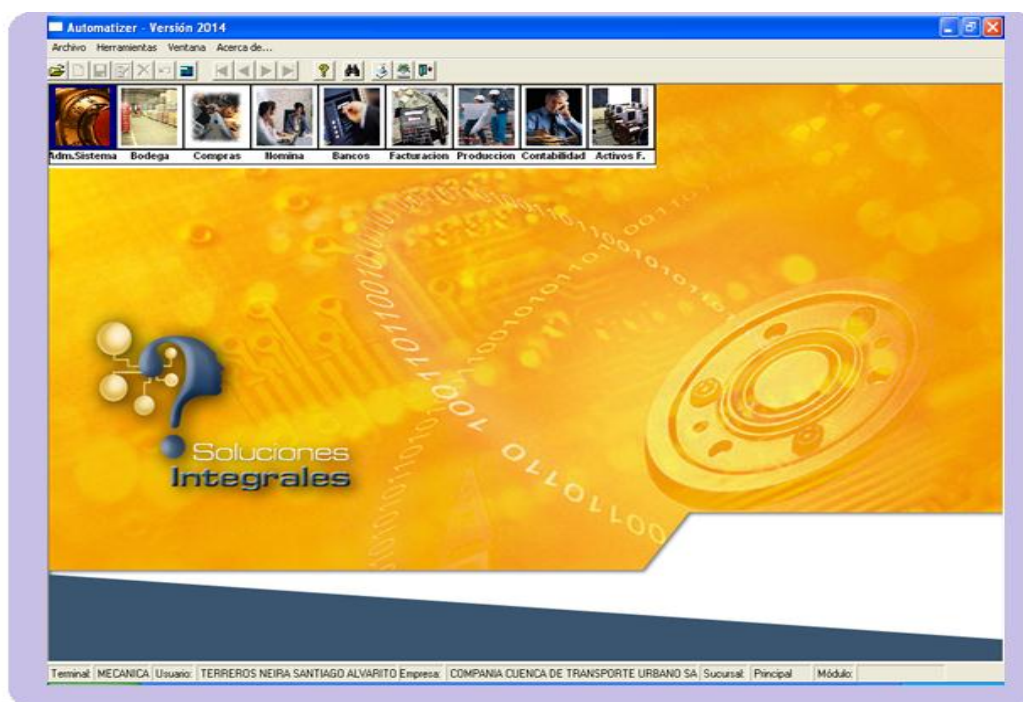 Automatizer - Versión 2014
Archivo Herramientas Ventana Acerca de...
Adm.Sistema Bodega Compras Nomina Bancos Facturacion Produccion Contabilidad Activos F.
Soluciones
Integrales
Terminal: MECANICA Usuario: TERREROS NEIRA SANTIAGO ALVARITO Empresa: COMPANIA CUENCA DE TRANSPORTE URBANO SA Sucursal: Principal Módulo: